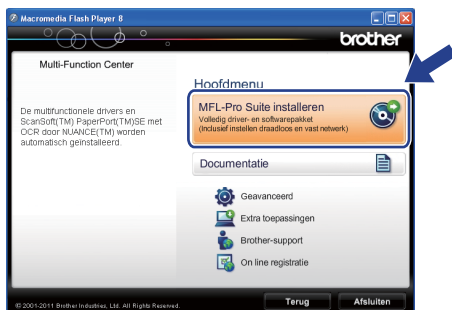 Macromedia Flash Player 8
brother
Multi-Function Center
Hoofdmenu
De multifunctionele drivers en
ScanSoft(TM) PaperPort(TM)SE met
OCR door NUANCE(TM) worden
automatisch geïnstalleerd.
MFL-Pro Suite installeren
Volledig driver- en softwarepakket
(Inclusief instellen draadloos en vast netwerk)
Documentatie
Geavanceerd
Extra toepassingen
Brother-support
On line registratie
© 2001-2011 Brother Industries, Ltd. All Rights Reserved.
Terug
Afsluiten